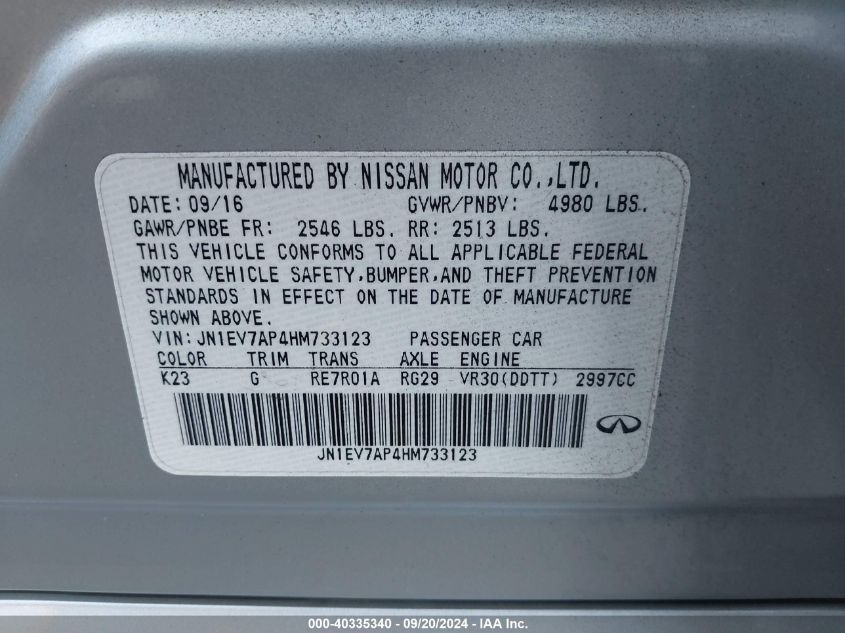 MANUFACTURED BY NISSAN MOTOR CO.,LTD.
DATE: 09/16 GVWR/PNBV: 4980 LBS.
GAWR/PNBE FR: 2546 LBS. RR: 2513 LBS.
THIS VEHICLE CONFORMS TO ALL APPLICABLE FEDERAL
MOTOR VEHICLE SAFETY,BUMPER,AND THEFT PREVENTION
STANDARDS IN EFFECT ON THE DATE OF MANUFACTURE
SHOWN ABOVE.
VIN:JN1EV7AP4HM733123 PASSENGER CAR
COLOR TRIM TRANS AXLE ENGINE
K23 G RE7R01A RG29 VR30(DDTT) 2997CC
JN1EV7AP4HM733123
000-40335340 - 09/20/2024 - IAA Inc.